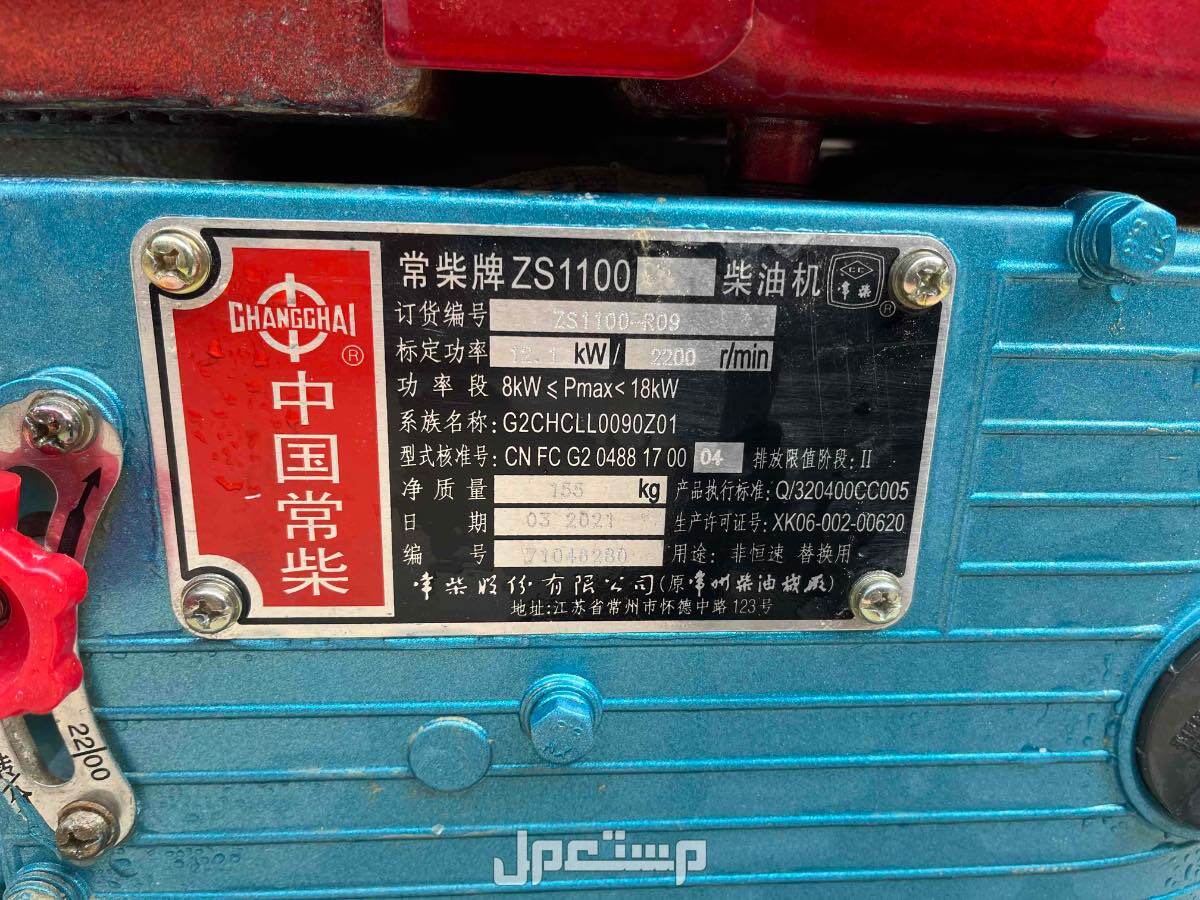 CHANGCHAI
®
中国常柴
常柴牌 ZS1100 柴油机
常柴
®
订货编号 ZS1100-R09
标定功率 12.1 kW/ 2200 r/min
功率段 8kW ≤ Pmax < 18kW
系族名称: G2CHCLL0090Z01
型式核准号: CN FC G2 0488 17 00 04 排放限值阶段: II
净质量 155 kg 产品执行标准: Q/320400CC005
日期 03 2021 生产许可证号: XK06-002-00620
编号 71046280 用途: 非恒速 替换用
常柴股份有限公司(原常州柴油机厂)
地址:江苏省常州市怀德中路123号
2200
مستعمل